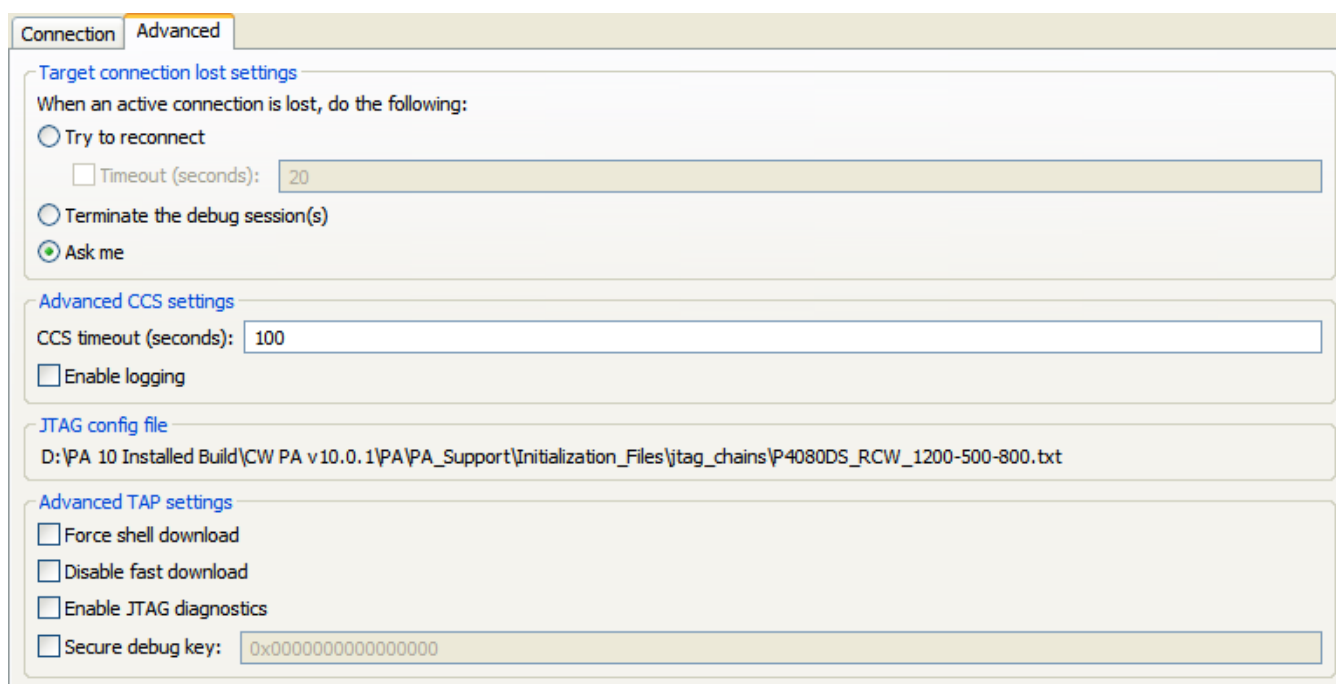 Connection Advanced
Target connection lost settings
When an active connection is lost, do the following:
Try to reconnect
Timeout (seconds): 20
Terminate the debug session(s)
Ask me
Advanced CCS settings
CCS timeout (seconds): 100
Enable logging
JTAG config file
D:\PA 10 Installed Build\CW PA v10.0.1\PA\PA_Support\Initialization_Files\jtag_chains\P4080DS_RCW_1200-500-800.txt
Advanced TAP settings
Force shell download
Disable fast download
Enable JTAG diagnostics
Secure debug key: 0x0000000000000000